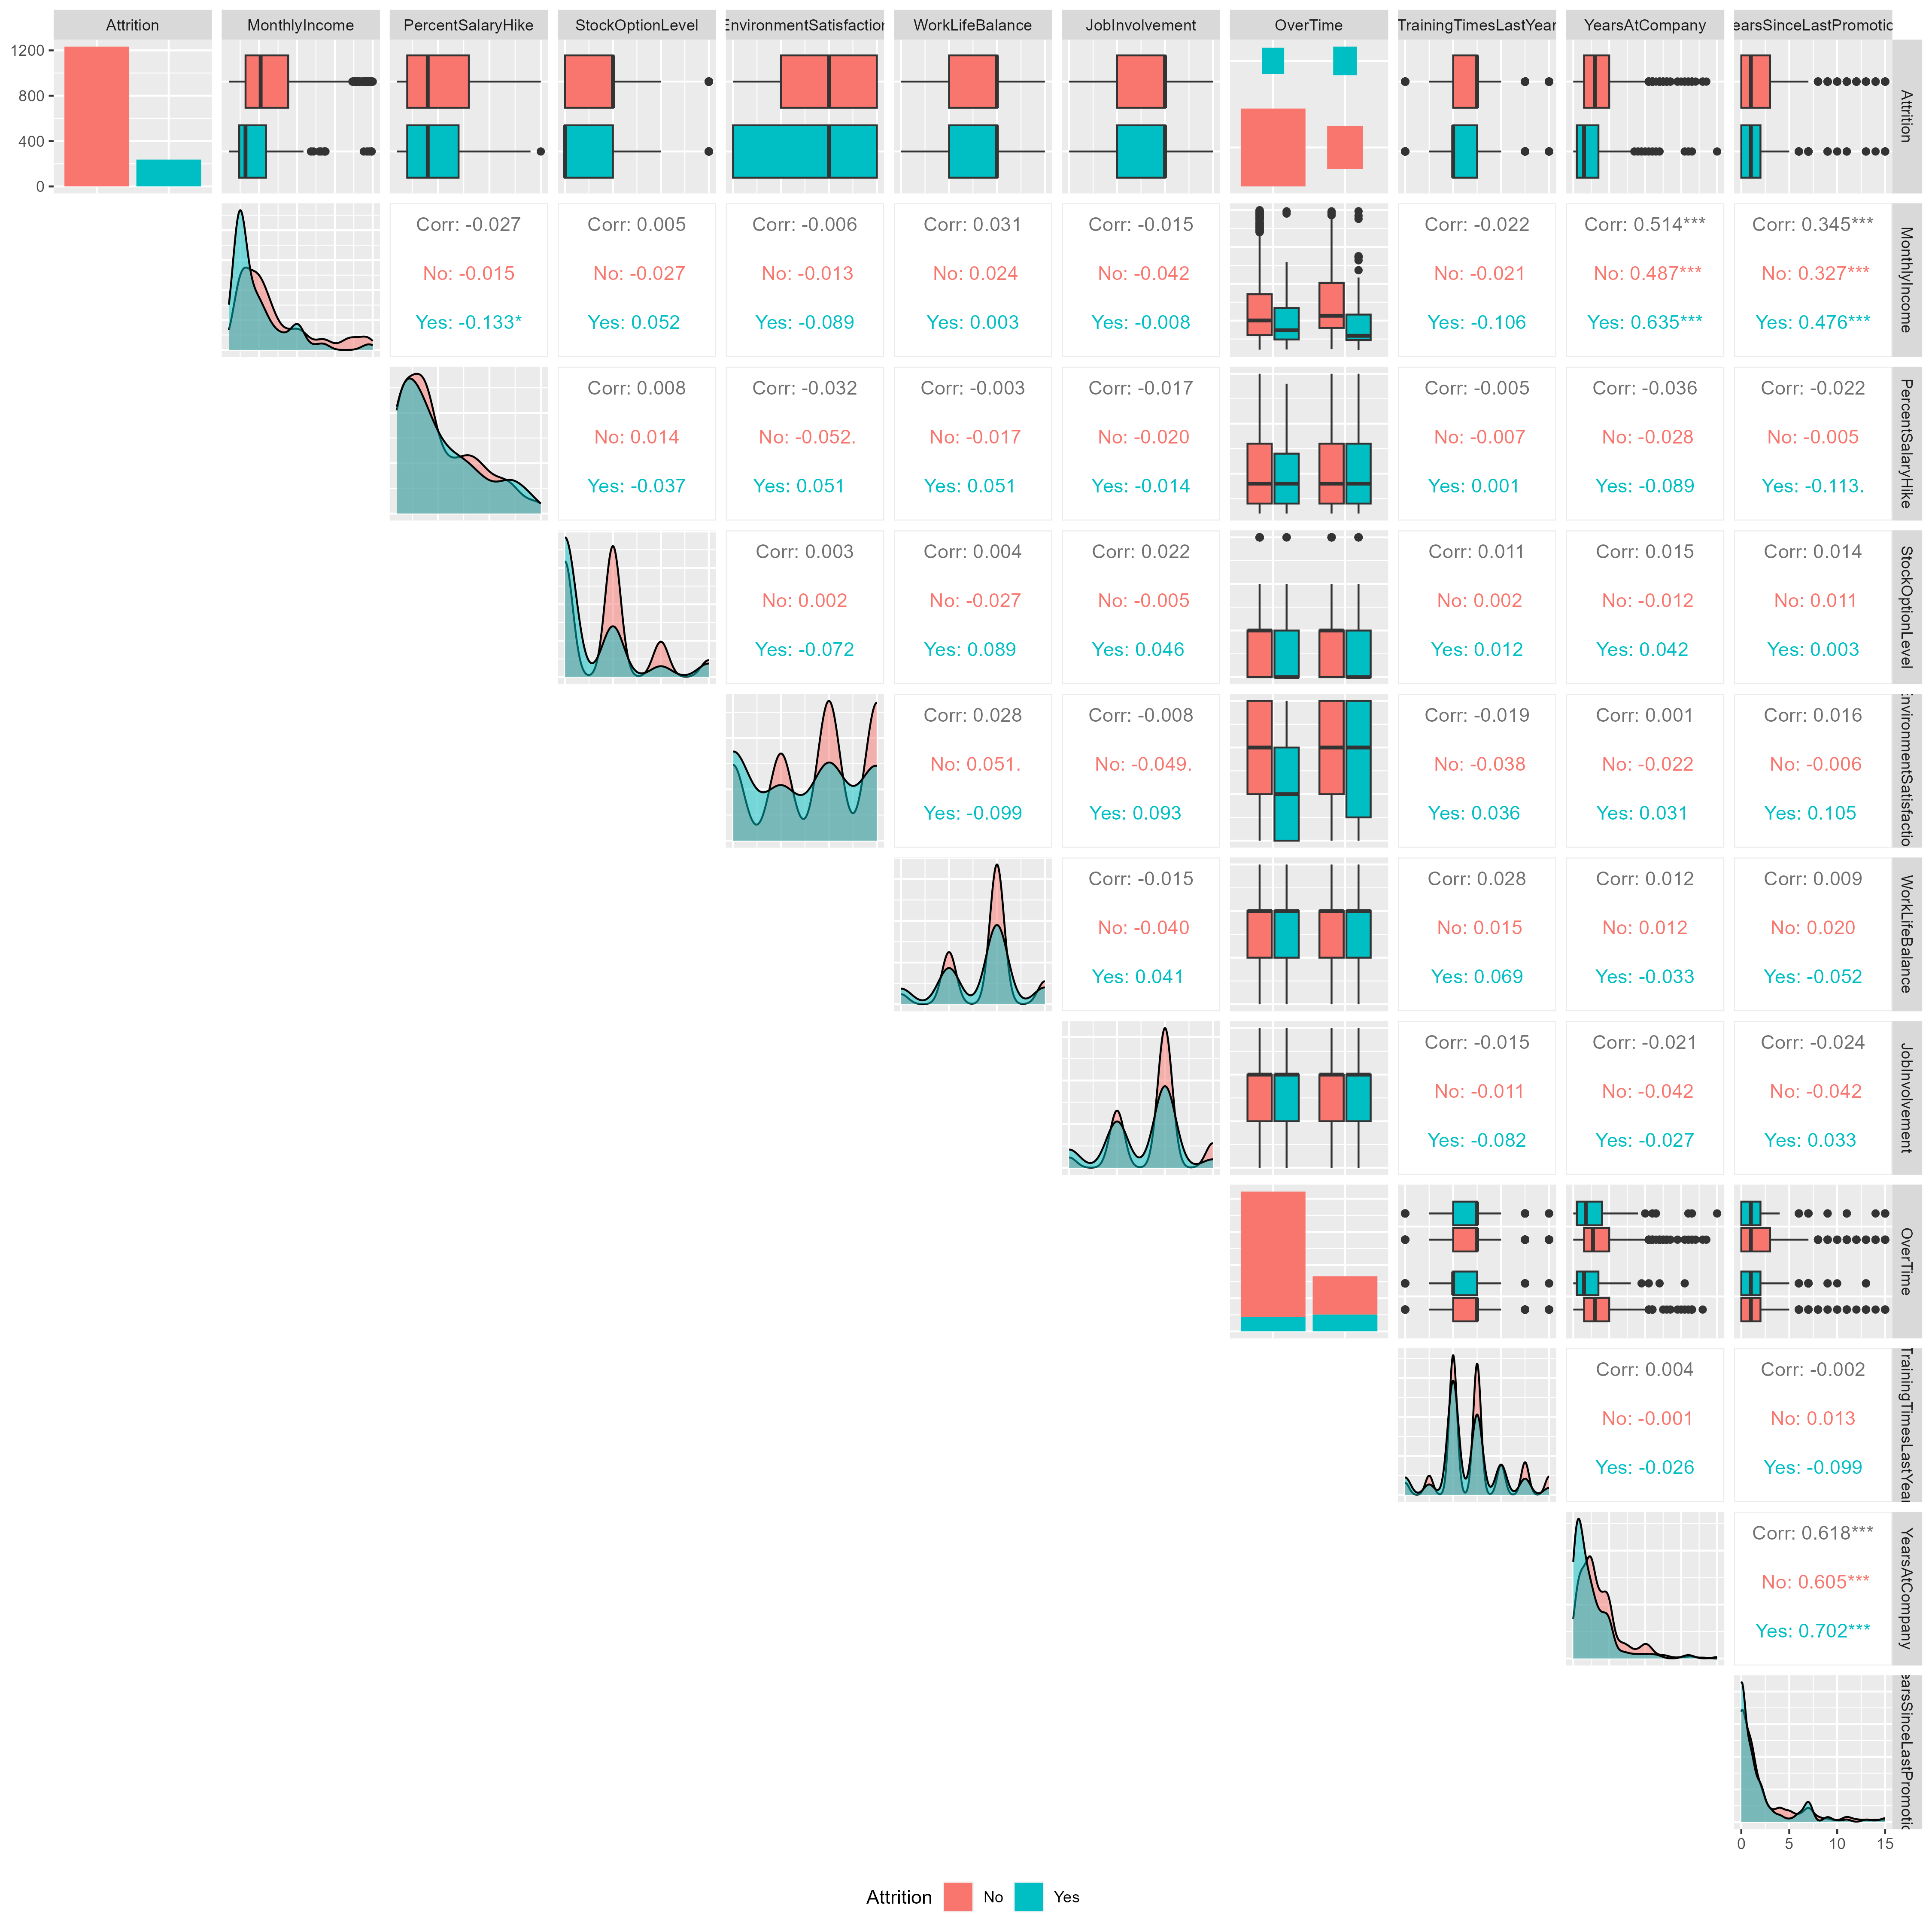 Attrition MonthlyIncome PercentSalaryHike StockOptionLevel EnvironmentSatisfaction WorkLifeBalance JobInvolvement OverTime TrainingTimesLastYear YearsAtCompany earsSinceLastPromotio
1200
800
400
0
Attrition
Corr: -0.027 Corr: 0.005 Corr: -0.006 Corr: 0.031 Corr: -0.015 Corr: -0.022 Corr: 0.514*** Corr: 0.345***
No: -0.015 No: -0.027 No: -0.013 No: 0.024 No: -0.042 No: -0.021 No: 0.487*** No: 0.327***
Yes: -0.133* Yes: 0.052 Yes: -0.089 Yes: 0.003 Yes: -0.008 Yes: -0.106 Yes: 0.635*** Yes: 0.476***
MonthlyIncome
Corr: 0.008 Corr: -0.032 Corr: -0.003 Corr: -0.017 Corr: -0.005 Corr: -0.036 Corr: -0.022
No: 0.014 No: -0.052. No: -0.017 No: -0.020 No: -0.007 No: -0.028 No: -0.005
Yes: -0.037 Yes: 0.051 Yes: 0.051 Yes: -0.014 Yes: 0.001 Yes: -0.089 Yes: -0.113.
PercentSalaryHike
Corr: 0.003 Corr: 0.004 Corr: 0.022 Corr: 0.011 Corr: 0.015 Corr: 0.014
No: 0.002 No: -0.027 No: -0.005 No: 0.002 No: -0.012 No: 0.011
Yes: -0.072 Yes: 0.089 Yes: 0.046 Yes: 0.012 Yes: 0.042 Yes: 0.003
StockOptionLevel
Corr: 0.028 Corr: -0.008 Corr: -0.019 Corr: 0.001 Corr: 0.016
No: 0.051. No: -0.049. No: -0.038 No: -0.022 No: -0.006
Yes: -0.099 Yes: 0.093 Yes: 0.036 Yes: 0.031 Yes: 0.105
EnvironmentSatisfactio
Corr: -0.015 Corr: 0.028 Corr: 0.012 Corr: 0.009
No: -0.040 No: 0.015 No: 0.012 No: 0.020
Yes: 0.041 Yes: 0.069 Yes: -0.033 Yes: -0.052
WorkLifeBalance
Corr: -0.015 Corr: -0.021 Corr: -0.024
No: -0.011 No: -0.042 No: -0.042
Yes: -0.082 Yes: -0.027 Yes: 0.033
JobInvolvement
OverTime
Corr: 0.004 Corr: -0.002
No: -0.001 No: 0.013
Yes: -0.026 Yes: -0.099
TrainingTimesLastYear
Corr: 0.618***
No: 0.605***
Yes: 0.702***
YearsAtCompany
earsSinceLastPromotio
0 5 10 15
Attrition No Yes